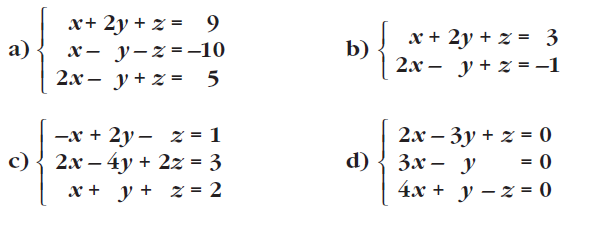 a) x + 2y + z = 9
x – y – z = –10
2x – y + z = 5
b) x + 2y + z = 3
2x – y + z = –1
c) –x + 2y – z = 1
2x – 4y + 2z = 3
x + y + z = 2
d) 2x – 3y + z = 0
3x – y = 0
4x + y – z = 0